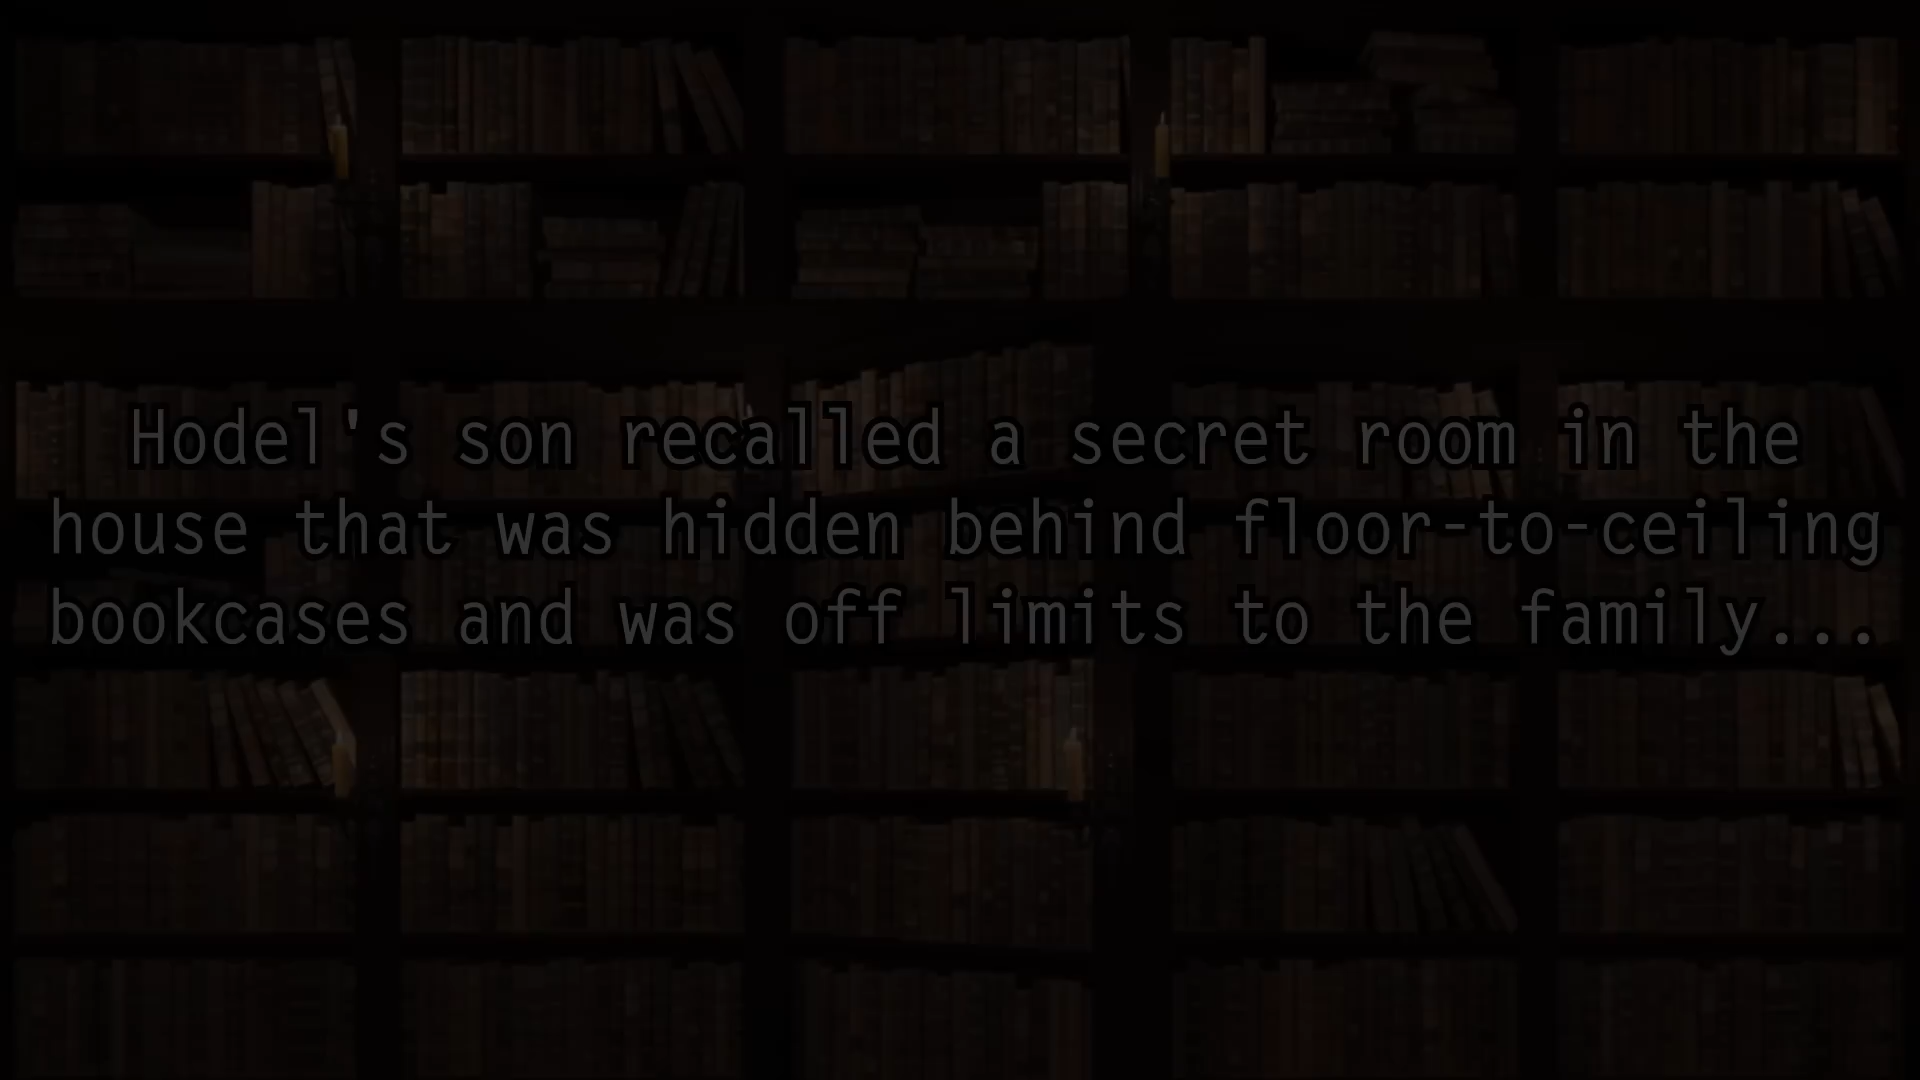 Hodel's son recalled a secret room in the
house that was hidden behind floor-to-ceiling
bookcases and was off limits to the family...